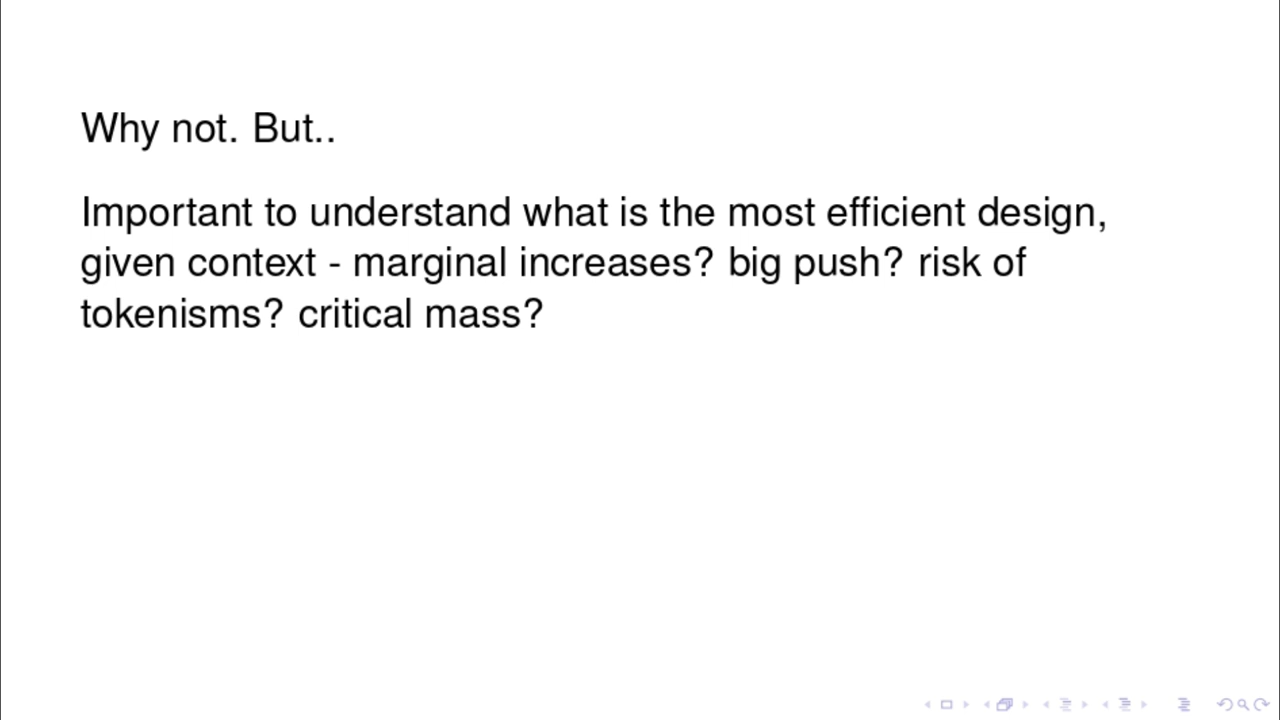 Why not. But..
Important to understand what is the most efficient design,
given context - marginal increases? big push? risk of
tokenisms? critical mass?